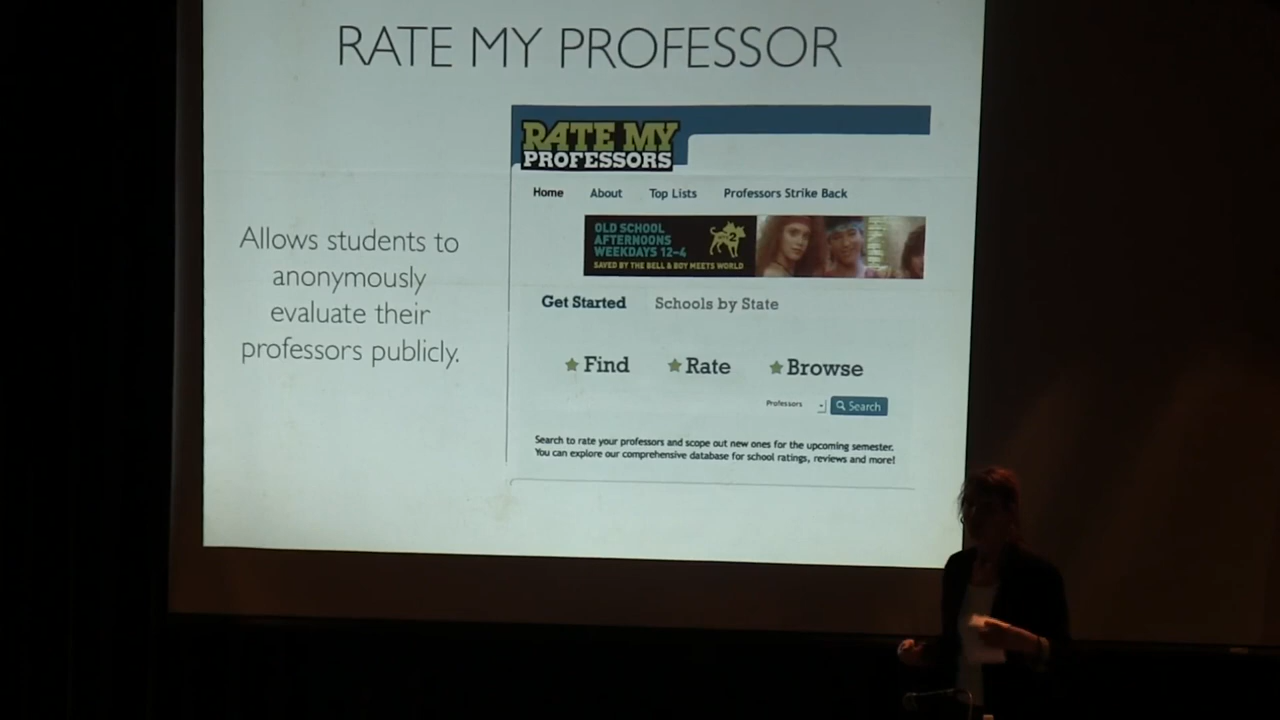 RATE MY PROFESSOR
Allows students to
anonymously
evaluate their
professors publicly.
RATE MY
PROFESSORS
Home About Top Lists Professors Strike Back
OLD SCHOOL
AFTERNOONS
WEEKDAYS 12-4
SAVED BY THE BELL & BOY MEETS WORLD
2
Get Started Schools by State
Find Rate Browse
Professors Search
Search to rate your professors and scope out new ones for the upcoming semester.
You can explore our comprehensive database for school ratings, reviews and more!